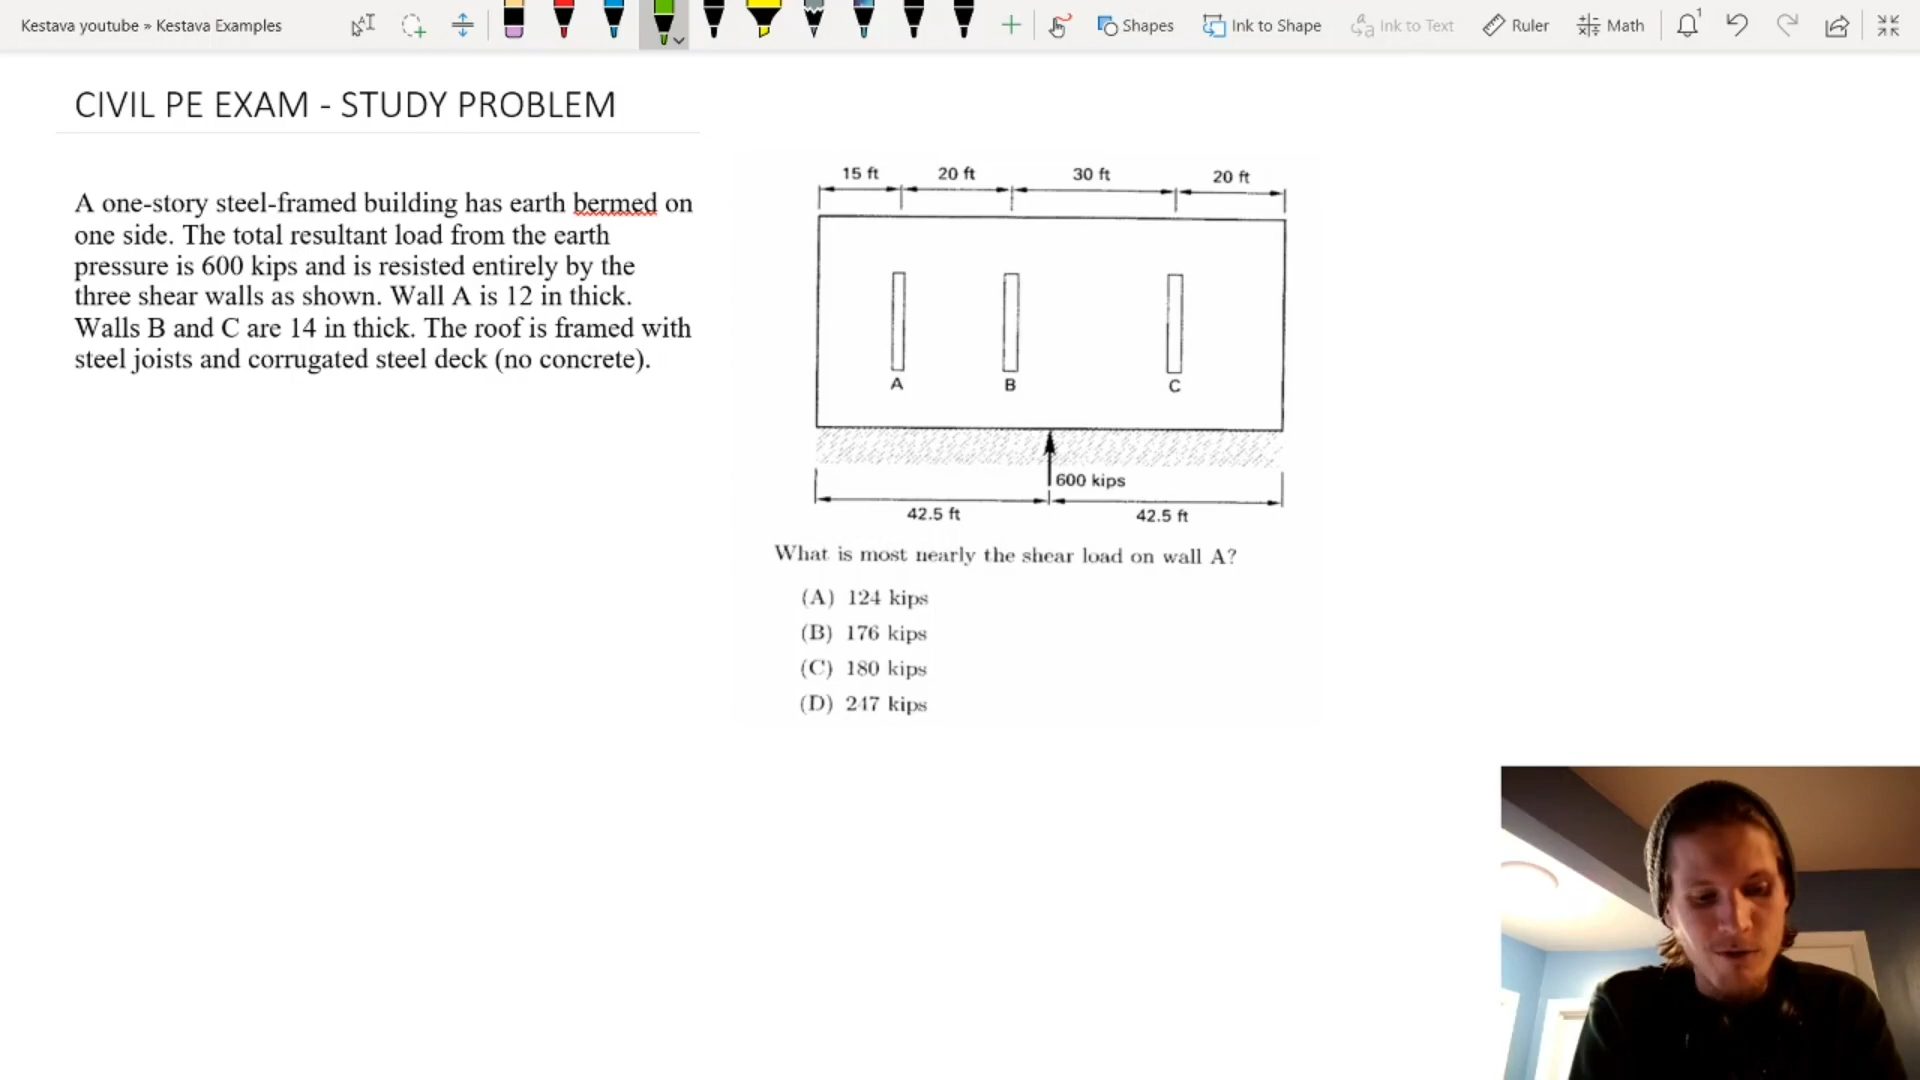 Kestava youtube » Kestava Examples
Shapes
Ink to Shape
Ink to Text
Ruler
Math
1
CIVIL PE EXAM - STUDY PROBLEM
A one-story steel-framed building has earth bermed on
one side. The total resultant load from the earth
pressure is 600 kips and is resisted entirely by the
three shear walls as shown. Wall A is 12 in thick.
Walls B and C are 14 in thick. The roof is framed with
steel joists and corrugated steel deck (no concrete).
15 ft 20 ft 30 ft 20 ft
A B C
600 kips
42.5 ft 42.5 ft
What is most nearly the shear load on wall A?
(A) 124 kips
(B) 176 kips
(C) 180 kips
(D) 247 kips